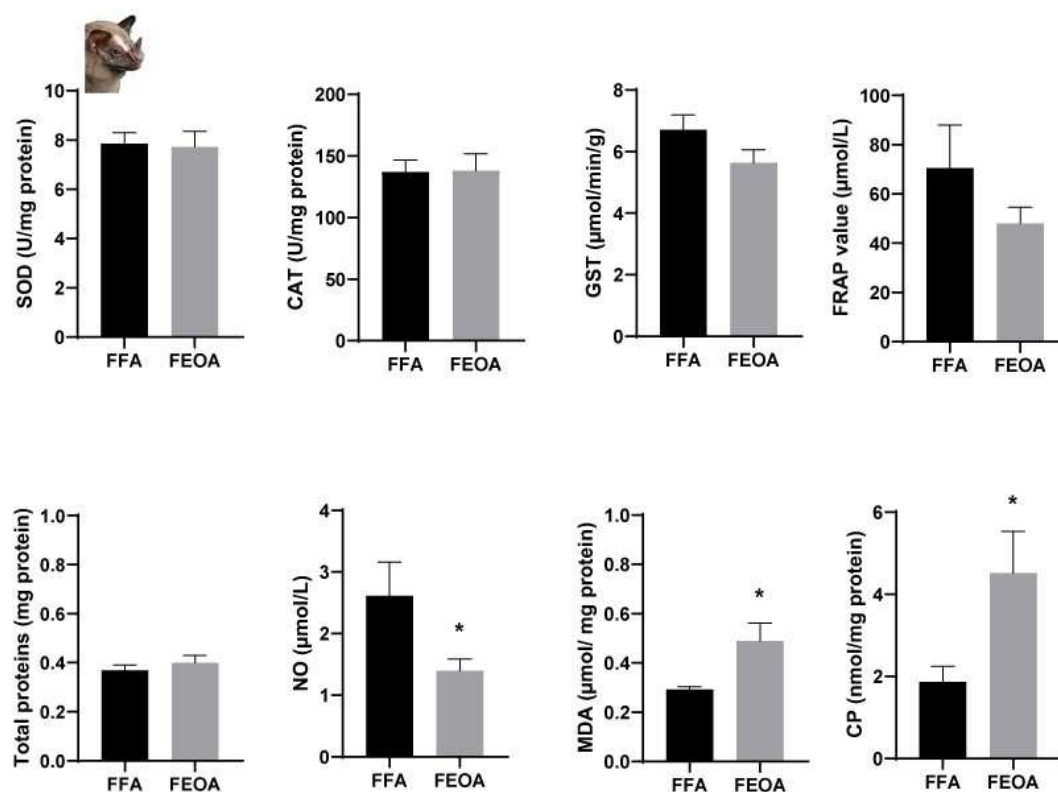 SOD (U/mg protein)
10
8
6
4
2
0
FFA FEOA
CAT (U/mg protein)
200
150
100
50
0
FFA FEOA
GST (µmol/min/g)
8
6
4
2
0
FFA FEOA
FRAP value (µmol/L)
100
80
60
40
20
0
FFA FEOA
Total proteins (mg protein)
1.0
0.8
0.6
0.4
0.2
0.0
FFA FEOA
NO (µmol/L)
4
3
2
1
0
*
FFA FEOA
MDA (µmol/ mg protein)
1.0
0.8
0.6
0.4
0.2
0.0
*
FFA FEOA
CP (nmol/mg protein)
6
4
2
0
*
FFA FEOA